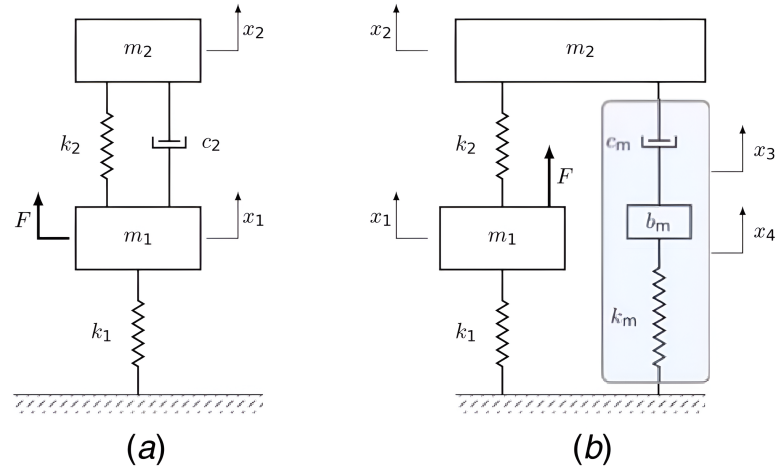 m₂
x₂
k₂
c₂
F
m₁
x₁
k₁
(a)
x₂
m₂
k₂
F
x₁
m₁
k₁
cₘ
x₃
bₘ
x₄
kₘ
(b)